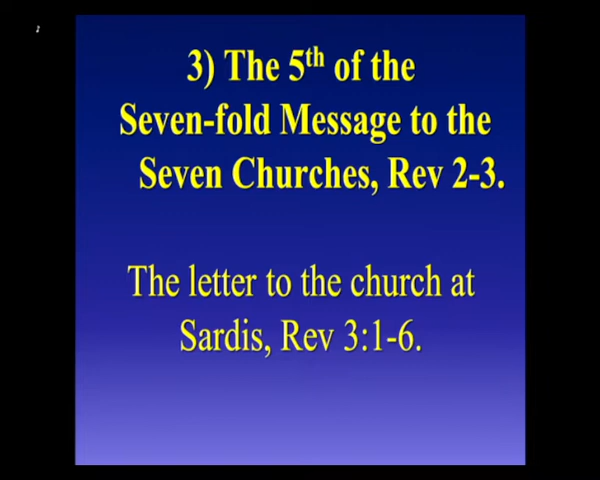 3) The 5th of the
Seven-fold Message to the
Seven Churches, Rev 2-3.
The letter to the church at
Sardis, Rev 3:1-6.